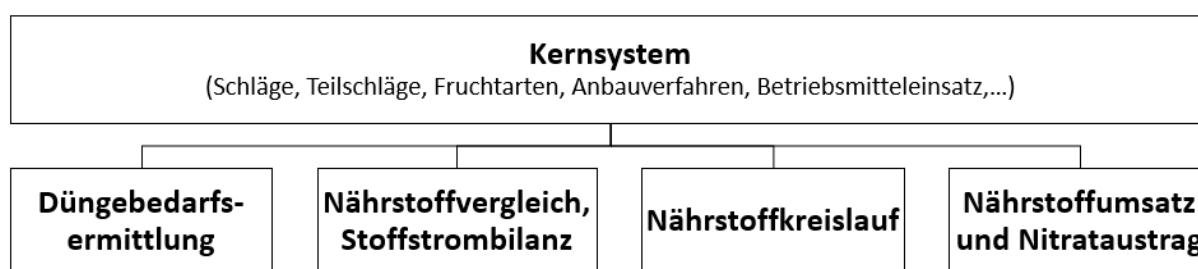 Kernsystem
(Schläge, Teilschläge, Fruchtarten, Anbauverfahren, Betriebsmitteleinsatz,...)
Düngebedarfs-
ermittlung
Nährstoffvergleich,
Stoffstrombilanz
Nährstoffkreislauf
Nährstoffumsatz
und Nitrataustrag